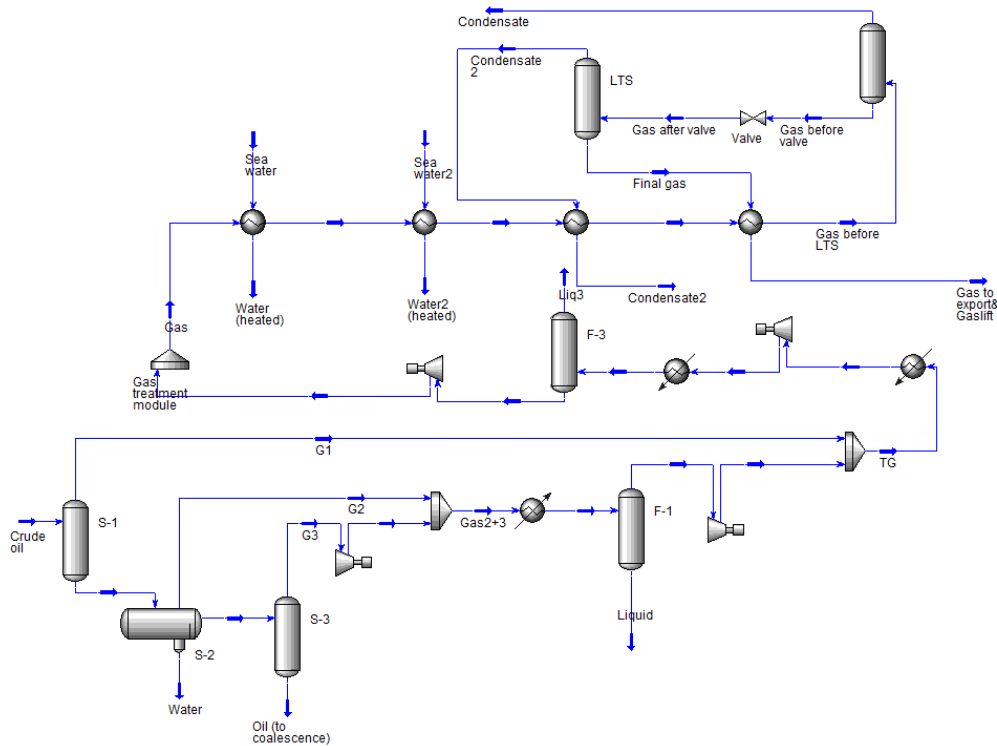 Condensate
Condensate
2
LTS
Gas after valve
Valve
Gas before
valve
Sea
water
Sea
water2
Final gas
Gas before
LTS
Water
(heated)
Water2
(heated)
Liq3
Condensate2
Gas to
export&
Gaslift
Gas
F-3
Gas
treatment
module
G1
TG
Crude
oil
S-1
G2
G3
Gas2+3
F-1
S-3
Liquid
S-2
Water
Oil (to
coalescence)